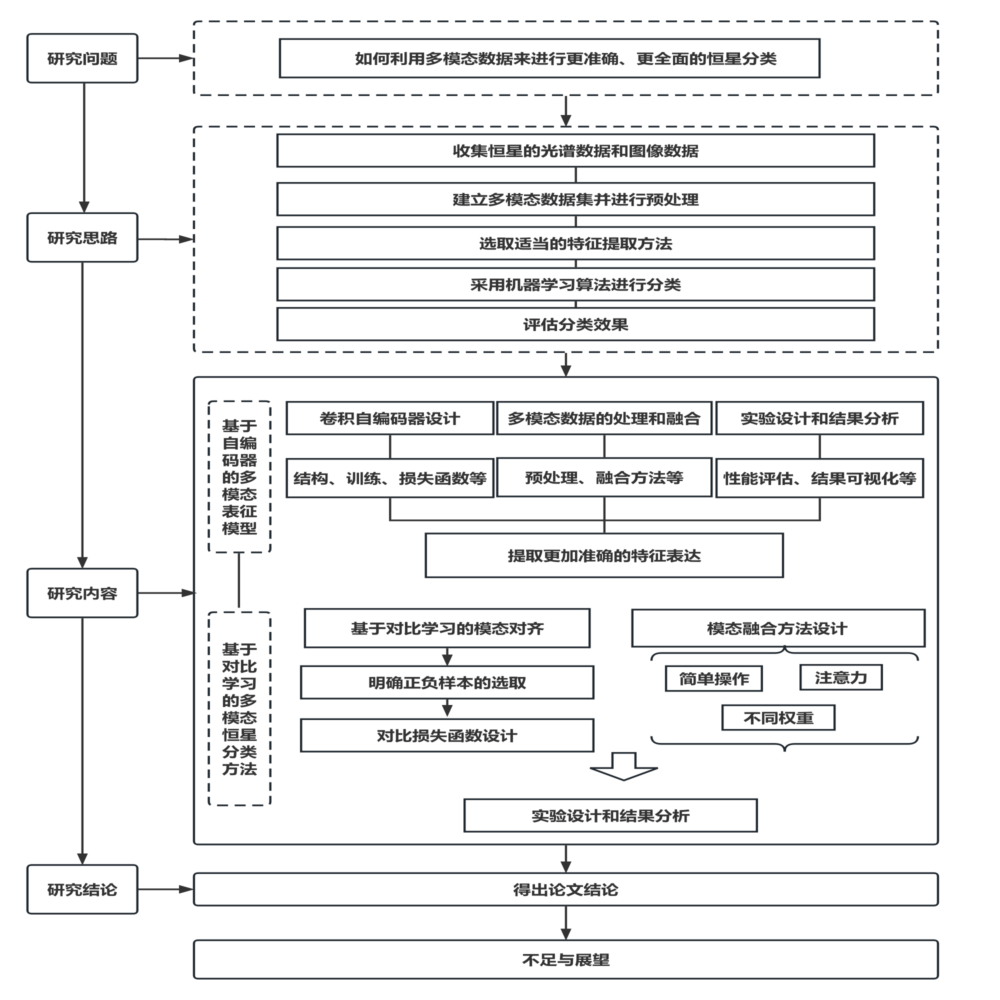 研究问题
如何利用多模态数据来进行更准确、更全面的恒星分类
研究思路
收集恒星的光谱数据和图像数据
建立多模态数据集并进行预处理
选取适当的特征提取方法
采用机器学习算法进行分类
评估分类效果
研究内容
基于
自编
码器
的多
模态
表征
模型
卷积自编码器设计
多模态数据的处理和融合
实验设计和结果分析
结构、训练、损失函数等
预处理、融合方法等
性能评估、结果可视化等
提取更加准确的特征表达
基于
对比
学习
的多
模态
恒星
分类
方法
基于对比学习的模态对齐
明确正负样本的选取
对比损失函数设计
模态融合方法设计
简单操作
注意力
不同权重
实验设计和结果分析
研究结论
得出论文结论
不足与展望